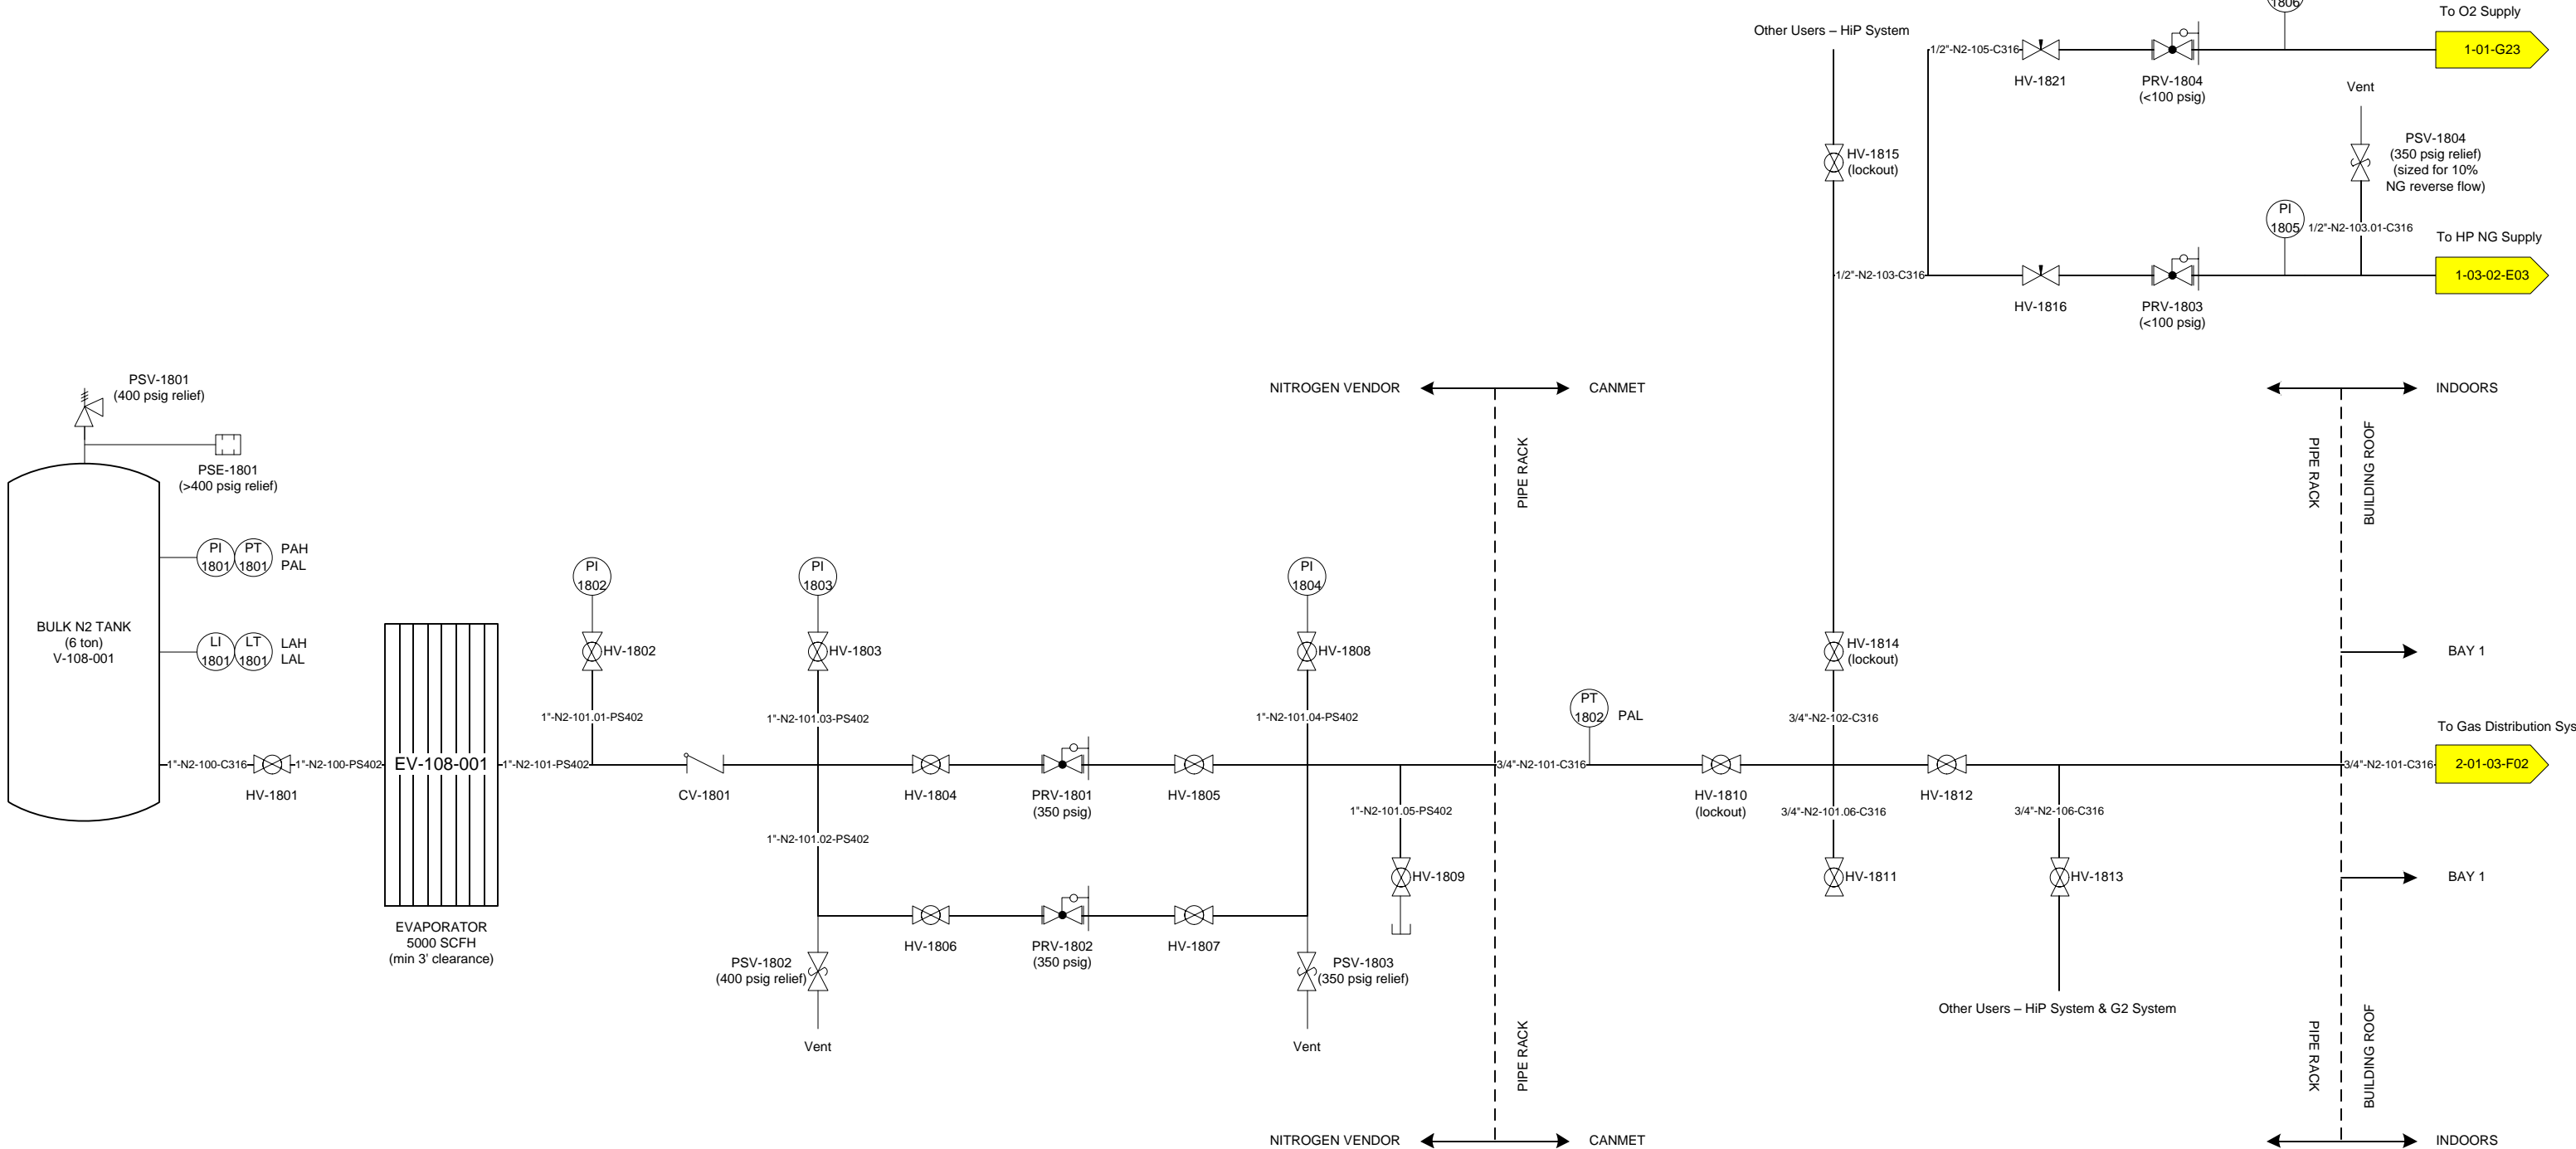 1806
To O2 Supply
Other Users – HiP System
1/2"-N2-105-C316
1-01-G23
HV-1821
PRV-1804
(<100 psig)
Vent
PSV-1804
(350 psig relief)
(sized for 10%
NG reverse flow)
HV-1815
(lockout)
PI
1805
1/2"-N2-103.01-C316
To HP NG Supply
1/2"-N2-103-C316
1-03-02-E03
HV-1816
PRV-1803
(<100 psig)
PSV-1801
(400 psig relief)
NITROGEN VENDOR
CANMET
INDOORS
PIPE RACK
PIPE RACK
BUILDING ROOF
PSE-1801
(>400 psig relief)
PI
1801
PT
1801
PAH
PAL
PI
1802
PI
1803
PI
1804
BULK N2 TANK
(6 ton)
V-108-001
LI
1801
LT
1801
LAH
LAL
HV-1802
HV-1803
HV-1808
HV-1814
(lockout)
BAY 1
1"-N2-101.01-PS402
1"-N2-101.03-PS402
1"-N2-101.04-PS402
PT
1802
PAL
3/4"-N2-102-C316
To Gas Distribution Sys
1"-N2-100-C316
1"-N2-100-PS402
EV-108-001
1"-N2-101-PS402
3/4"-N2-101-C316
3/4"-N2-101-C316
2-01-03-F02
HV-1801
CV-1801
HV-1804
PRV-1801
(350 psig)
HV-1805
HV-1810
(lockout)
HV-1812
1"-N2-101.02-PS402
1"-N2-101.05-PS402
3/4"-N2-101.06-C316
3/4"-N2-106-C316
HV-1809
HV-1811
HV-1813
BAY 1
EVAPORATOR
5000 SCFH
(min 3' clearance)
HV-1806
PRV-1802
(350 psig)
HV-1807
PSV-1802
(400 psig relief)
PSV-1803
(350 psig relief)
Other Users – HiP System & G2 System
Vent
Vent
PIPE RACK
PIPE RACK
BUILDING ROOF
NITROGEN VENDOR
CANMET
INDOORS